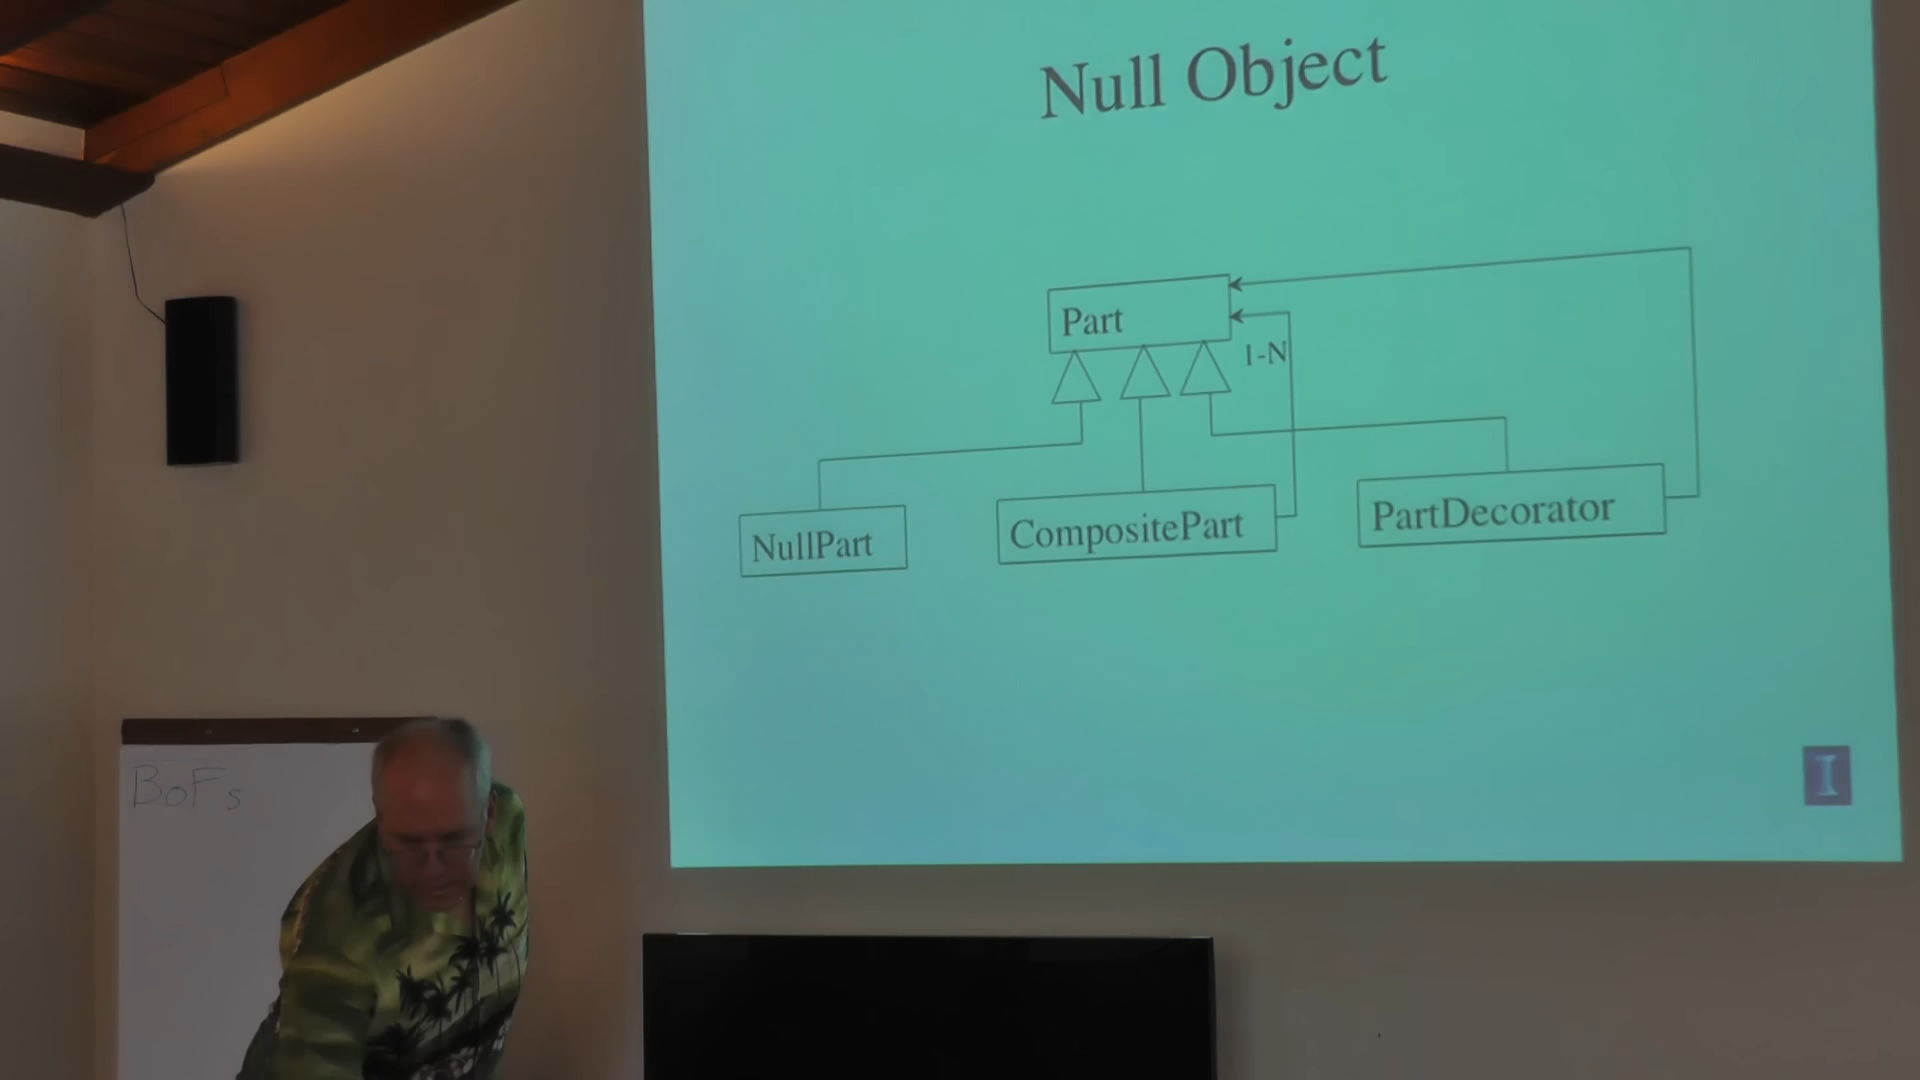 Null Object
Part
1-N
NullPart
CompositePart
PartDecorator
I
BoFs